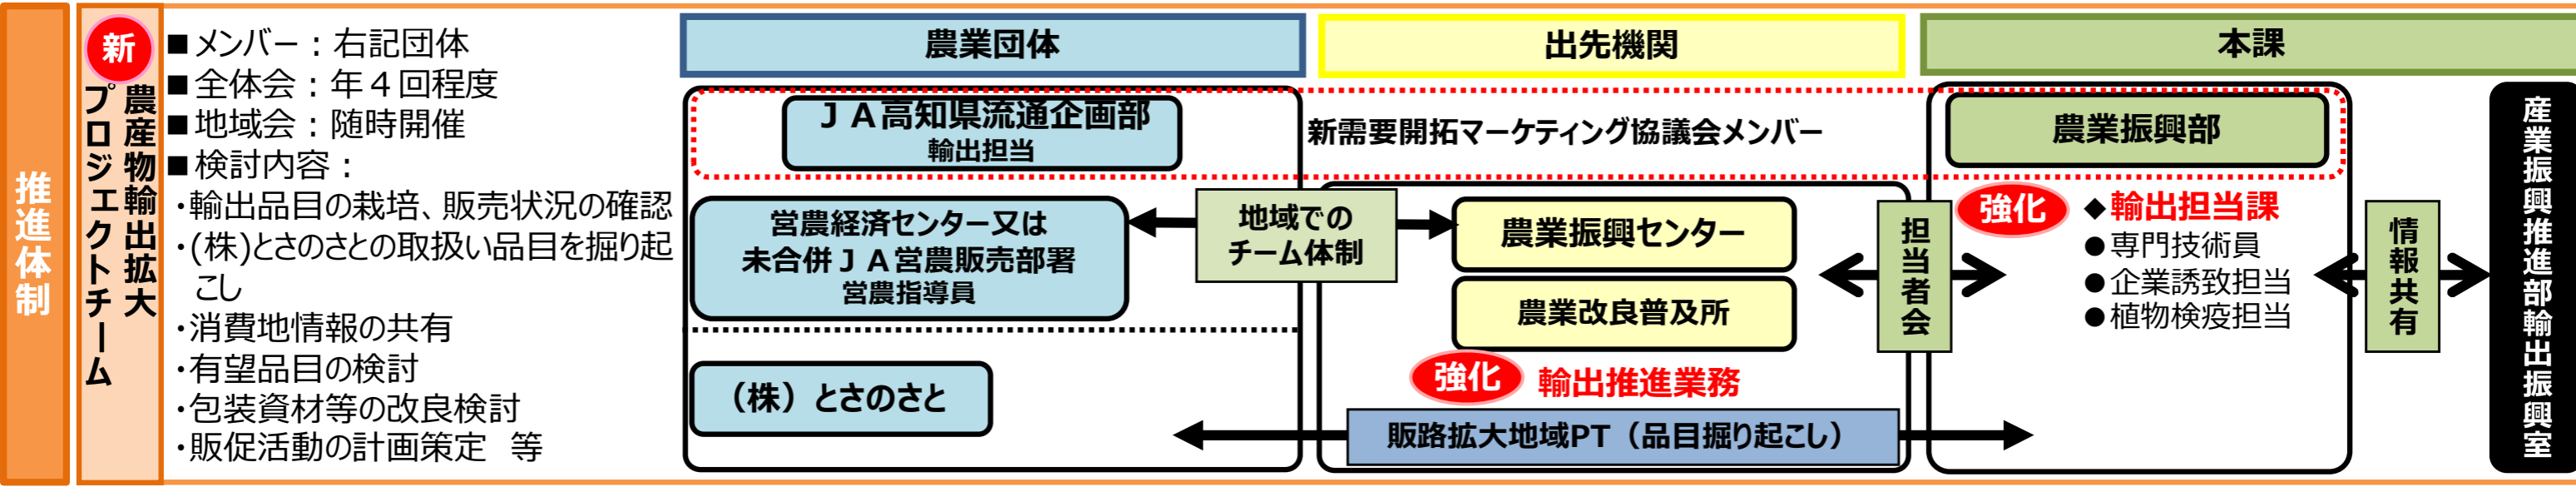 推進体制
新
農産物輸出拡大
プロジェクトチーム
■メンバー：右記団体
■全体会：年４回程度
■地域会：随時開催
■検討内容：
・輸出品目の栽培、販売状況の確認
・(株)とさのさとの取扱い品目を掘り起
こし
・消費地情報の共有
・有望品目の検討
・包装資材等の改良検討
・販促活動の計画策定　等
農業団体
ＪＡ高知県流通企画部
輸出担当
営農経済センター又は
未合併ＪＡ営農販売部署
営農指導員
（株）とさのさと
地域での
チーム体制
出先機関
新需要開拓マーケティング協議会メンバー
農業振興センター
農業改良普及所
強化
輸出推進業務
販路拡大地域PT（品目掘り起こし）
担当者会
本課
農業振興部
強化
◆輸出担当課
●専門技術員
●企業誘致担当
●植物検疫担当
情報共有
産業振興推進部輸出振興室